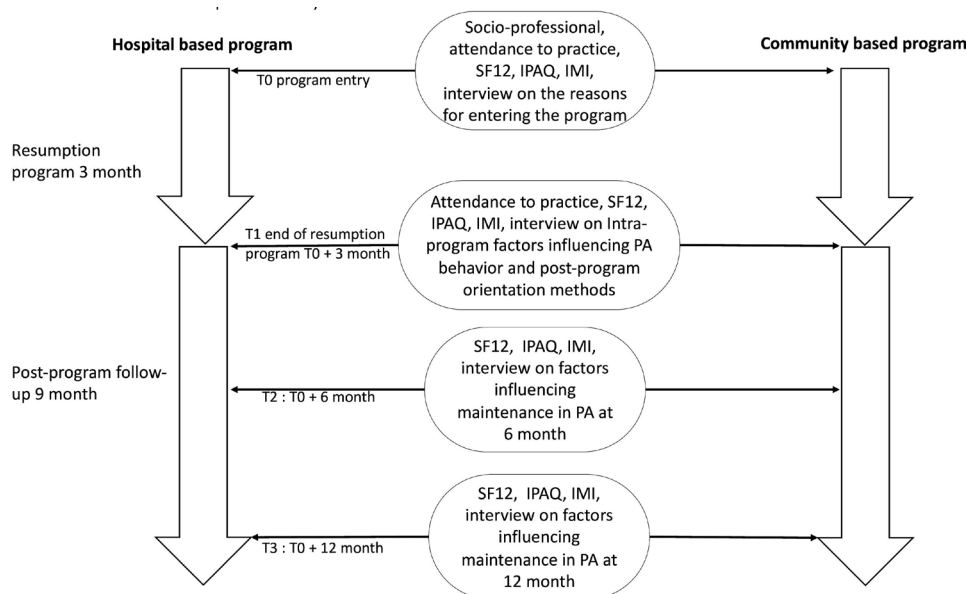 Hospital based program
Socio-professional,
attendance to practice,
SF12, IPAQ, IMI,
interview on the reasons
for entering the program
Community based program
T0 program entry
Resumption
program 3 month
T1 end of resumption
program T0 + 3 month
Attendance to practice, SF12,
IPAQ, IMI, interview on Intra-
program factors influencing PA
behavior and post-program
orientation methods
Post-program follow-
up 9 month
T2 : T0 + 6 month
SF12,  IPAQ, IMI,
interview on factors
influencing
maintenance in PA at
6 month
T3 : T0 + 12 month
SF12,  IPAQ, IMI,
interview on factors
influencing
maintenance in PA at
12 month